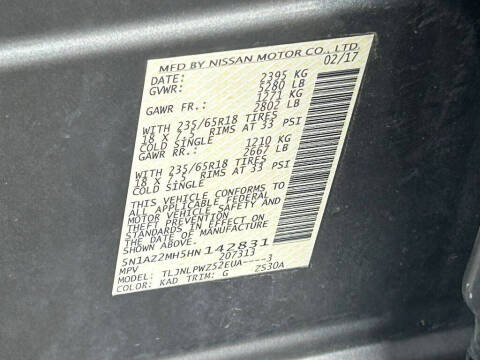 MFD BY NISSAN MOTOR CO., LTD.
DATE: 02/17
GVWR: 2395 KG
5280 LB
GAWR FR.: 1271 KG
2802 LB
WITH 235/65R18 TIRES
18 X 7.5 RIMS AT 33 PSI
COLD SINGLE
GAWR RR.: 1210 KG
2667 LB
WITH 235/65R18 TIRES
18 X 7.5 RIMS AT 33 PSI
COLD SINGLE
THIS VEHICLE CONFORMS TO
ALL APPLICABLE FEDERAL
MOTOR VEHICLE SAFETY AND
THEFT PREVENTION
STANDARDS IN EFFECT ON
THE DATE OF MANUFACTURE
SHOWN ABOVE.
5N1AZ2MH5HN142831
MPV 207313
MODEL: TLJNLPWZ52EUA----3
COLOR: KAD TRIM: G ZS30A